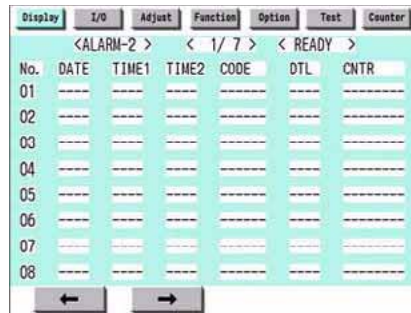 Display I/O Adjust Function Option Test Counter
<ALARM-2 > < 1/ 7 > < READY >
No. DATE TIME1 TIME2 CODE DTL CNTR
01 ---- ---- ---- ------ ---- --------
02 ---- ---- ---- ------ ---- --------
03 ---- ---- ---- ------ ---- --------
04 ---- ---- ---- ------ ---- --------
05 ---- ---- ---- ------ ---- --------
06 ---- ---- ---- ------ ---- --------
07 ---- ---- ---- ------ ---- --------
08 ---- ---- ---- ------ ---- --------
← →